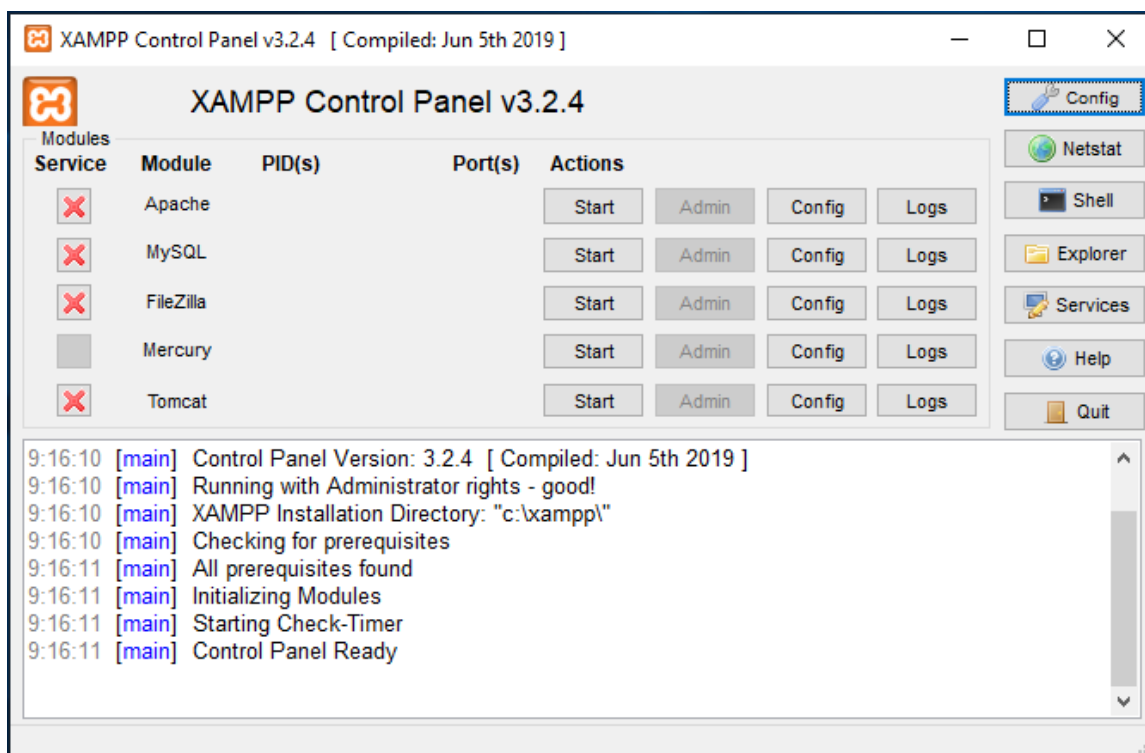 XAMPP Control Panel v3.2.4 [ Compiled: Jun 5th 2019 ]
XAMPP Control Panel v3.2.4
Config
Modules
Service Module PID(s) Port(s) Actions
Netstat
Apache Start Admin Config Logs
Shell
MySQL Start Admin Config Logs
Explorer
FileZilla Start Admin Config Logs
Services
Mercury Start Admin Config Logs
Help
Tomcat Start Admin Config Logs
Quit
9:16:10 [main] Control Panel Version: 3.2.4 [ Compiled: Jun 5th 2019 ]
9:16:10 [main] Running with Administrator rights - good!
9:16:10 [main] XAMPP Installation Directory: "c:\xampp\"
9:16:10 [main] Checking for prerequisites
9:16:11 [main] All prerequisites found
9:16:11 [main] Initializing Modules
9:16:11 [main] Starting Check-Timer
9:16:11 [main] Control Panel Ready